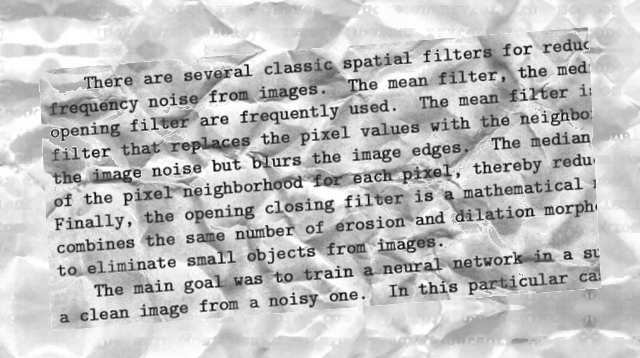 There are several classic spatial filters for reduc
frequency noise from images. The mean filter, the medi
opening filter are frequently used. The mean filter is
filter that replaces the pixel values with the neighbor
the image noise but blurs the image edges. The median
of the pixel neighborhood for each pixel, thereby reduc
Finally, the opening closing filter is a mathematical
combines the same number of erosion and dilation morpho
to eliminate small objects from images.
The main goal was to train a neural network in a su
a clean image from a noisy one. In this particular cas